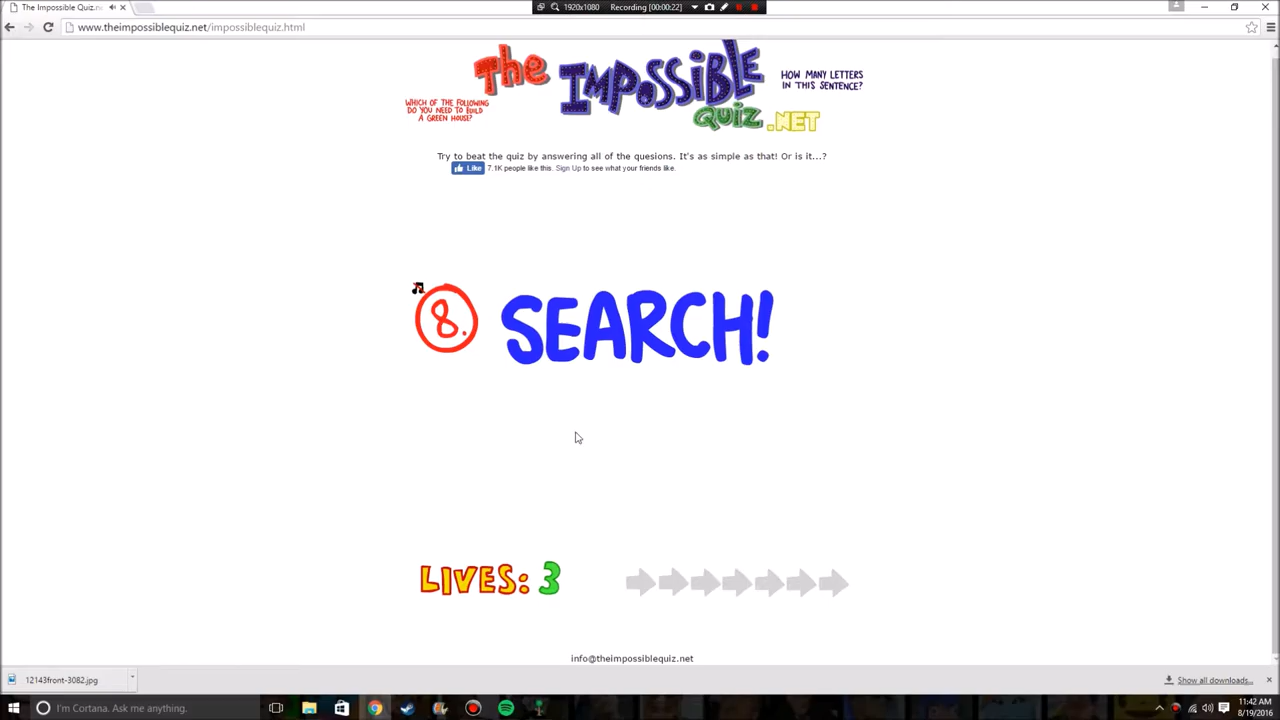 The Impossible Quiz.n
1920x1080
Recording [00:00:22]
www.theimpossiblequiz.net/impossiblequiz.html
The IMPOSSIBLE
Quiz .NET
WHICH OF THE FOLLOWING
DO YOU NEED TO BUILD
A GREEN HOUSE?
HOW MANY LETTERS
IN THIS SENTENCE?
Try to beat the quiz by answering all of the quesions. It's as simple as that! Or is it...?
Like 7.1K people like this. Sign Up to see what your friends like.
8. SEARCH!
LIVES: 3
info@theimpossiblequiz.net
12143front-3082.jpg
Show all downloads...
I'm Cortana. Ask me anything.
11:42 AM
8/19/2016